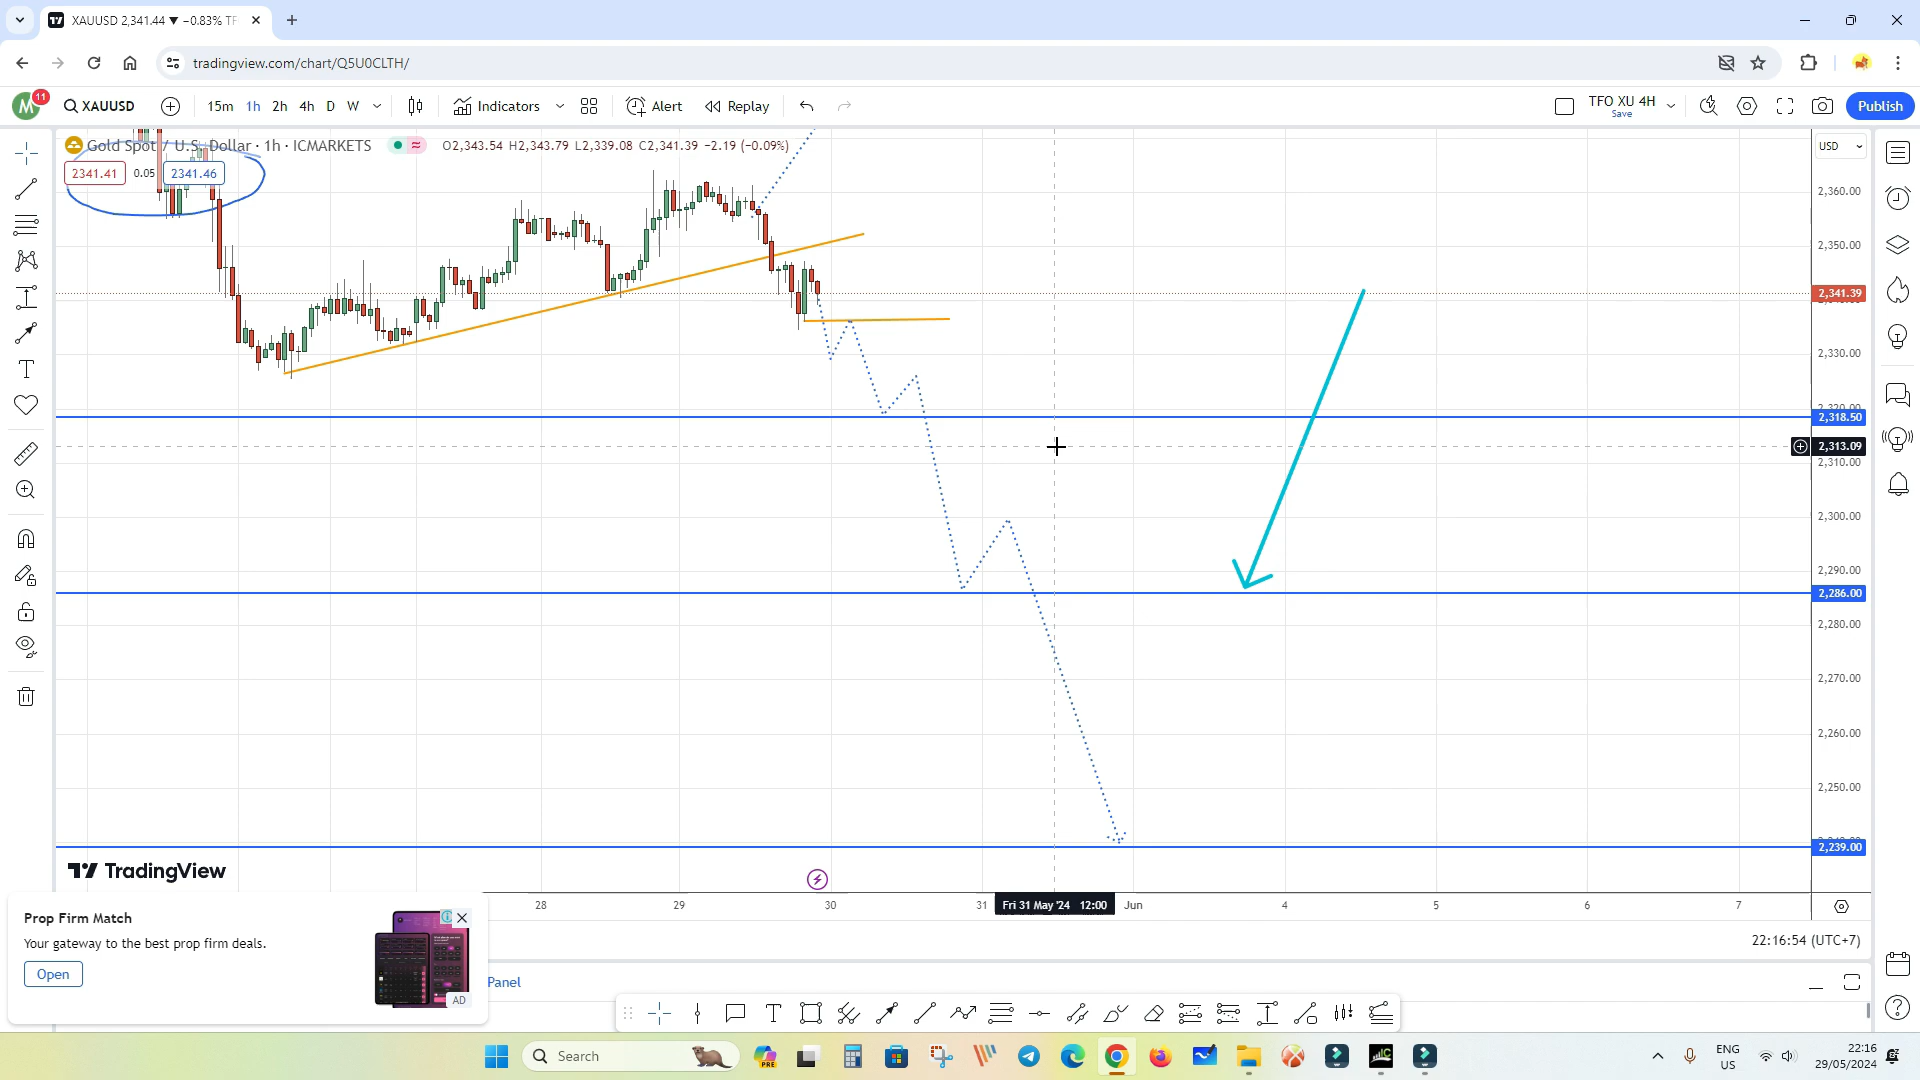 XAUUSD 2,341.44 ▼ −0.83% TF
tradingview.com/chart/Q5U0CLTH/
M 11 XAUUSD 15m 1h 2h 4h D W Indicators Alert Replay TFO XU 4H Save Publish
Gold Spot / U.S. Dollar · 1h · ICMARKETS O2,343.54 H2,343.79 L2,339.08 C2,341.39 −2.19 (−0.09%) USD
2341.41 0.05 2341.46
2,360.00
2,350.00
2,341.39
2,330.00
2,318.50
2,313.09
2,310.00
2,300.00
2,290.00
2,286.00
2,280.00
2,270.00
2,260.00
2,250.00
2,239.00
TradingView
28 29 30 31 Fri 31 May '24 12:00 Jun 4 5 6 7
Prop Firm Match
Your gateway to the best prop firm deals.
Open
AD
22:16:54 (UTC+7)
Panel
Search
PRE
ENG
US
22:16
29/05/2024